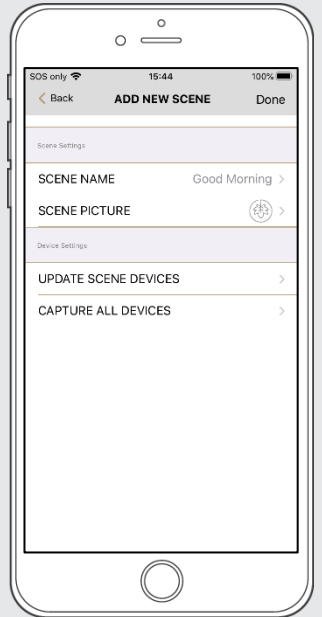 SOS only 15:44 100%
Back ADD NEW SCENE Done
Scene Settings
SCENE NAME Good Morning
SCENE PICTURE
Device Settings
UPDATE SCENE DEVICES
CAPTURE ALL DEVICES